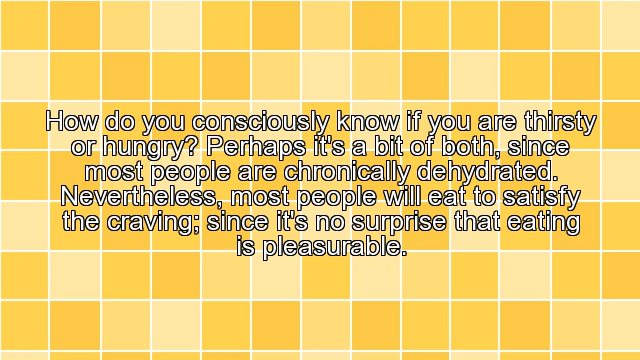 How do you consciously know if you are thirsty
or hungry? Perhaps it's a bit of both, since
most people are chronically dehydrated.
Nevertheless, most people will eat to satisfy
the craving; since it's no surprise that eating
is pleasurable.